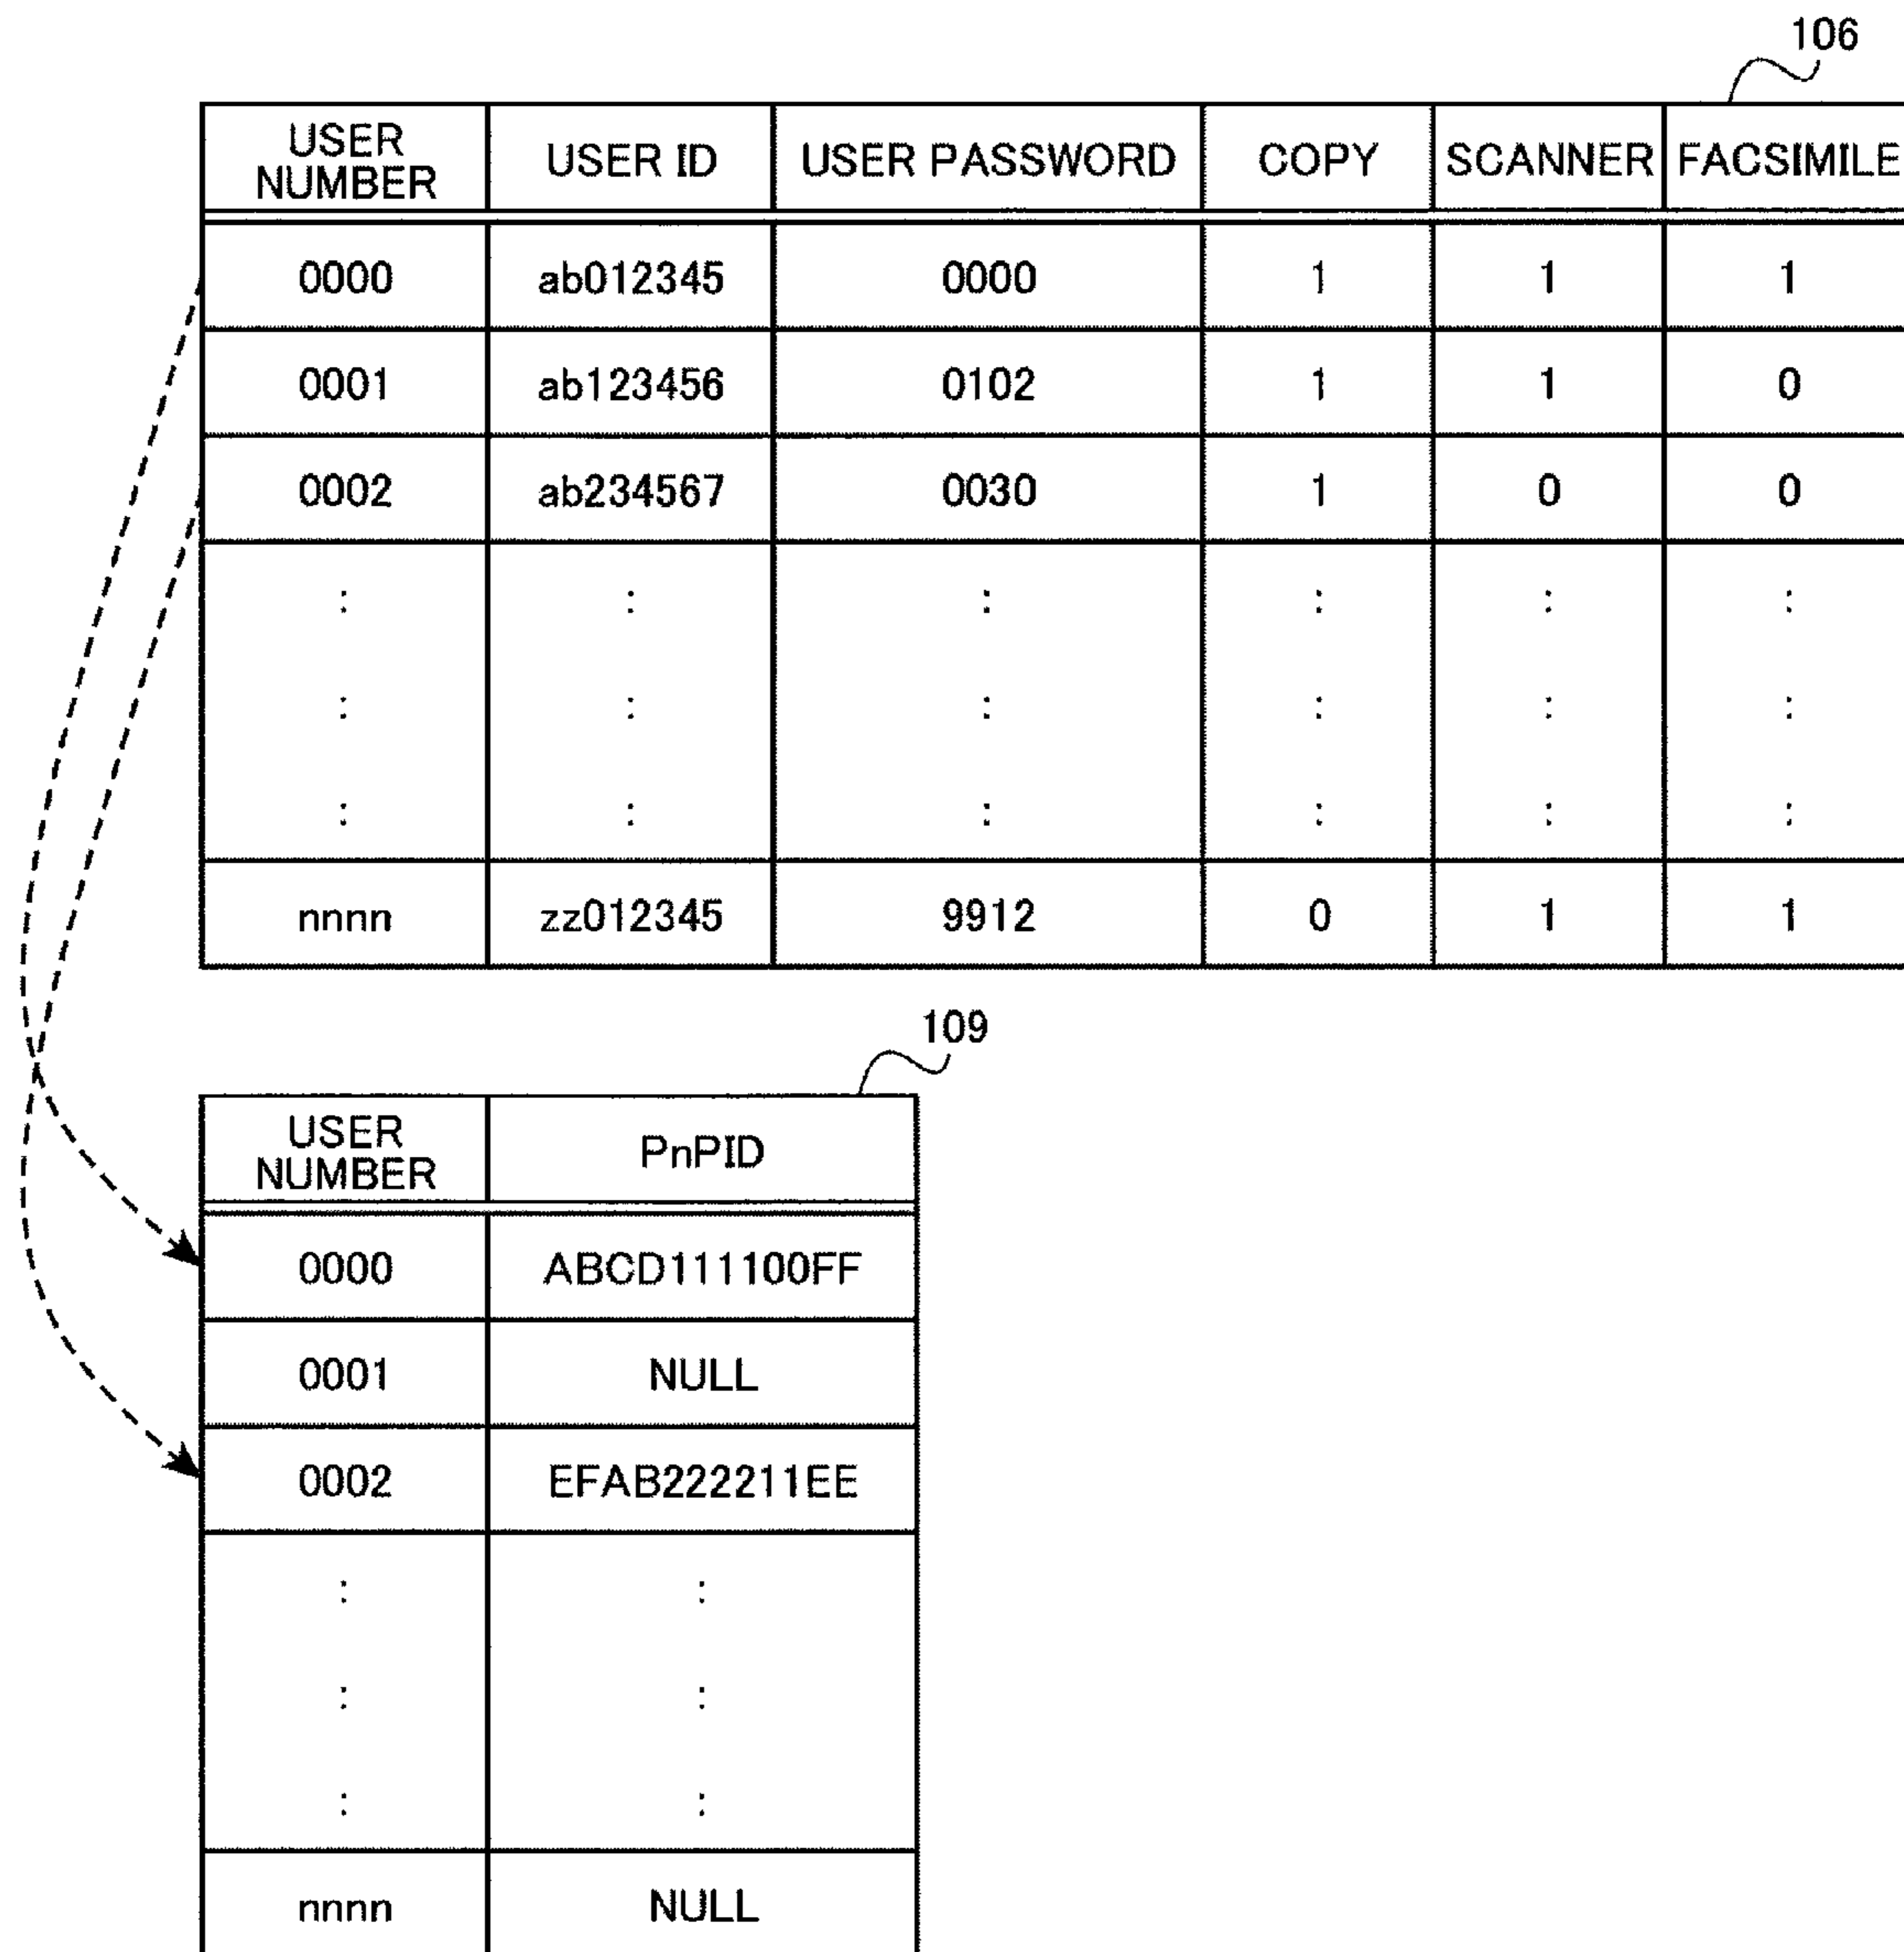 106
USER NUMBER USER ID USER PASSWORD COPY SCANNER FACSIMILE
0000 ab012345 0000 1 1 1
0001 ab123456 0102 1 1 0
0002 ab234567 0030 1 0 0
: : : : : :
: : : : : :
: : : : : :
nnnn zz012345 9912 0 1 1
109
USER NUMBER PnPID
0000 ABCD111100FF
0001 NULL
0002 EFAB222211EE
: :
: :
: :
nnnn NULL